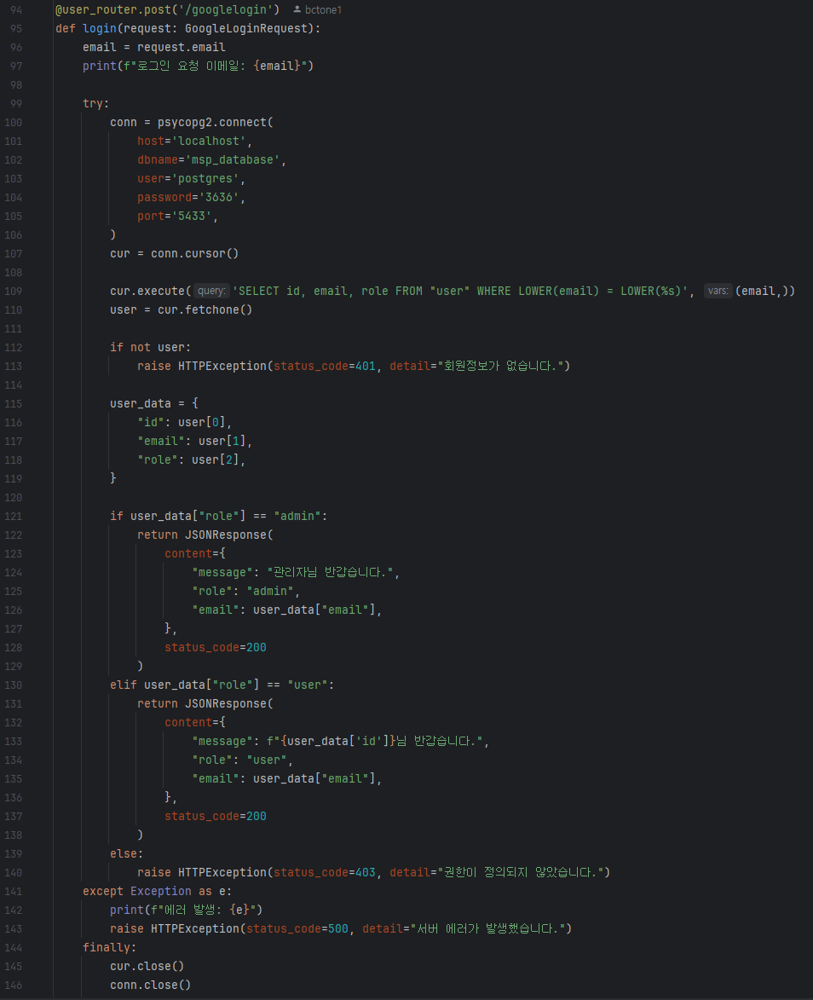 94 @user_router.post('/googlelogin') bctone1
95 def login(request: GoogleLoginRequest):
96 email = request.email
97 print(f"로그인 요청 이메일: {email}")
98
99 try:
100 conn = psycopg2.connect(
101 host='localhost',
102 dbname='msp_database',
103 user='postgres',
104 password='3636',
105 port='5433',
106 )
107 cur = conn.cursor()
108
109 cur.execute( query: 'SELECT id, email, role FROM "user" WHERE LOWER(email) = LOWER(%s)', vars: (email,))
110 user = cur.fetchone()
111
112 if not user:
113 raise HTTPException(status_code=401, detail="회원정보가 없습니다.")
114
115 user_data = {
116 "id": user[0],
117 "email": user[1],
118 "role": user[2],
119 }
120
121 if user_data["role"] == "admin":
122 return JSONResponse(
123 content={
124 "message": "관리자님 반갑습니다.",
125 "role": "admin",
126 "email": user_data["email"],
127 },
128 status_code=200
129 )
130 elif user_data["role"] == "user":
131 return JSONResponse(
132 content={
133 "message": f"{user_data['id']}님 반갑습니다.",
134 "role": "user",
135 "email": user_data["email"],
136 },
137 status_code=200
138 )
139 else:
140 raise HTTPException(status_code=403, detail="권한이 정의되지 않았습니다.")
141 except Exception as e:
142 print(f"에러 발생: {e}")
143 raise HTTPException(status_code=500, detail="서버 에러가 발생했습니다.")
144 finally:
145 cur.close()
146 conn.close()